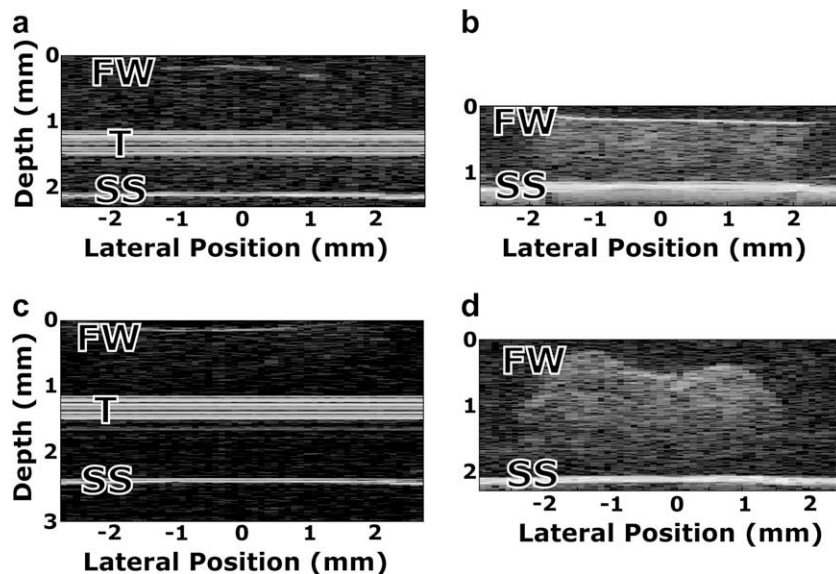 a
0
FW
1
T
2
SS
Depth (mm)
-2 -1 0 1 2
Lateral Position (mm)
b
0
FW
1
SS
-2 -1 0 1 2
Lateral Position (mm)
c
0
FW
1
T
2
SS
3
Depth (mm)
-2 -1 0 1 2
Lateral Position (mm)
d
0
FW
1
2
SS
-2 -1 0 1 2
Lateral Position (mm)